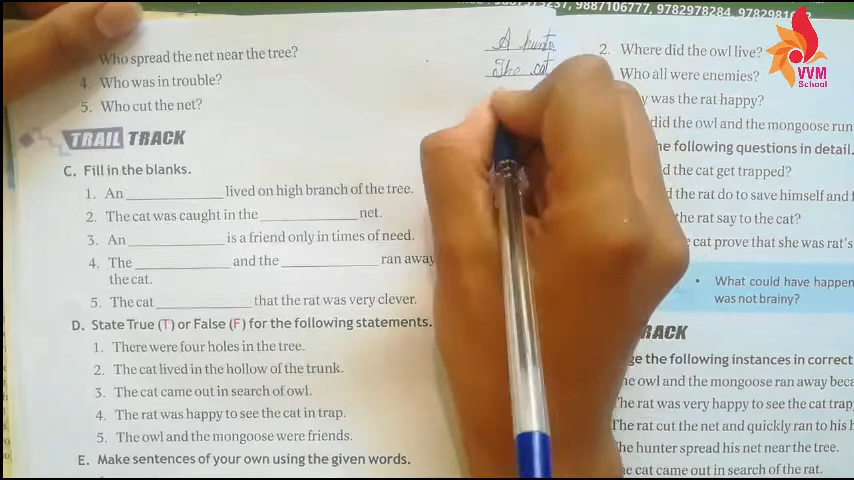 9887106777, 9782978284, 97829816
VVM
School
Who spread the net near the tree?
A hunter
4. Who was in trouble?
The cat
5. Who cut the net?
TRAIL TRACK
C. Fill in the blanks.
1. An ____________ lived on high branch of the tree.
2. The cat was caught in the ____________ net.
3. An ____________ is a friend only in times of need.
4. The ____________ and the ____________ ran away
the cat.
5. The cat ____________ that the rat was very clever.
D. State True (T) or False (F) for the following statements.
1. There were four holes in the tree.
2. The cat lived in the hollow of the trunk.
3. The cat came out in search of owl.
4. The rat was happy to see the cat in trap.
5. The owl and the mongoose were friends.
E. Make sentences of your own using the given words.
2. Where did the owl live?
Who all were enemies?
was the rat happy?
did the owl and the mongoose run
following questions in detail.
the cat get trapped?
the rat do to save himself and
the rat say to the cat?
cat prove that she was rat's
• What could have happen
was not brainy?
RACK
the following instances in correct
owl and the mongoose ran away
The rat was very happy to see the cat trap
The rat cut the net and quickly ran to his
The hunter spread his net near the tree.
cat came out in search of the rat.